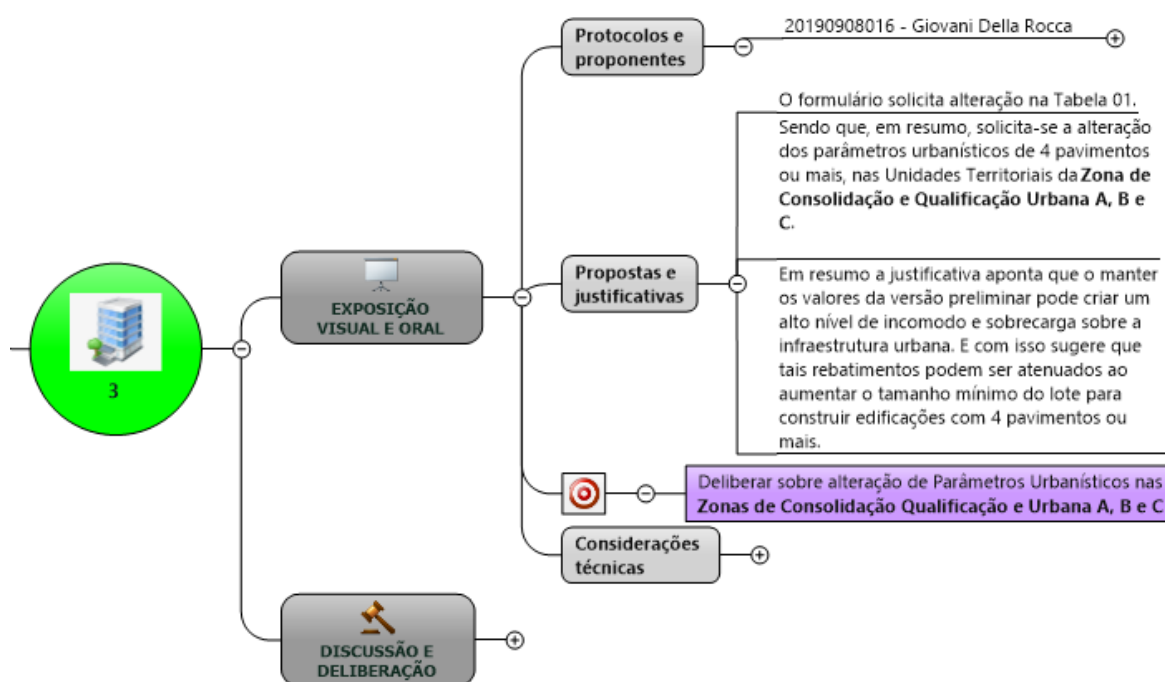 3
EXPOSIÇÃO
VISUAL E ORAL
Protocolos e
proponentes
20190908016 - Giovani Della Rocca
Propostas e
justificativas
O formulário solicita alteração na Tabela 01.
Sendo que, em resumo, solicita-se a alteração
dos parâmetros urbanísticos de 4 pavimentos
ou mais, nas Unidades Territoriais da Zona de
Consolidação e Qualificação Urbana A, B e
C.
Em resumo a justificativa aponta que o manter
os valores da versão preliminar pode criar um
alto nível de incomodo e sobrecarga sobre a
infraestrutura urbana. E com isso sugere que
tais rebatimentos podem ser atenuados ao
aumentar o tamanho mínimo do lote para
construir edificações com 4 pavimentos ou
mais.
Deliberar sobre alteração de Parâmetros Urbanísticos nas
Zonas de Consolidação Qualificação e Urbana A, B e C
Considerações
técnicas
DISCUSSÃO E
DELIBERAÇÃO